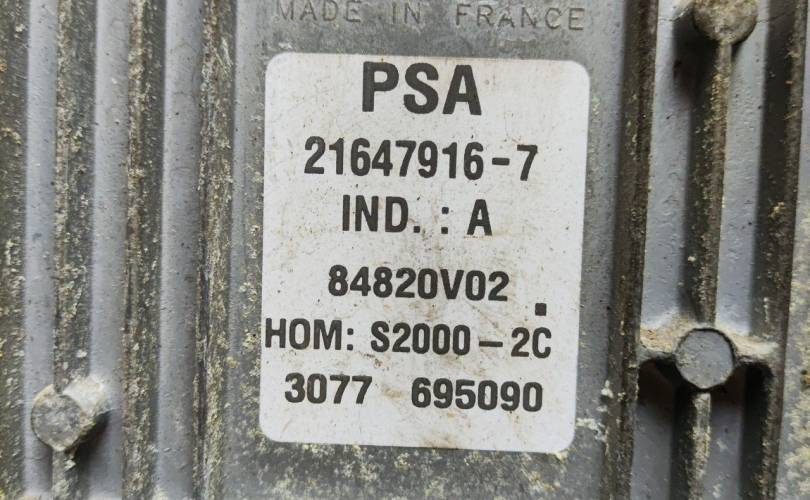 MADE IN FRANCE
PSA
21647916-7
IND. : A
84820V02
HOM: S2000-2C
3077 695090